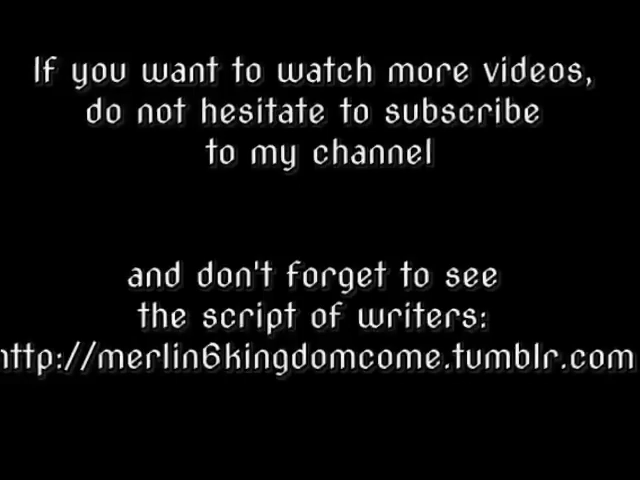 If you want to watch more videos,
do not hesitate to subscribe
to my channel
and don't forget to see
the script of writers:
http://merlin6kingdomcome.tumblr.com